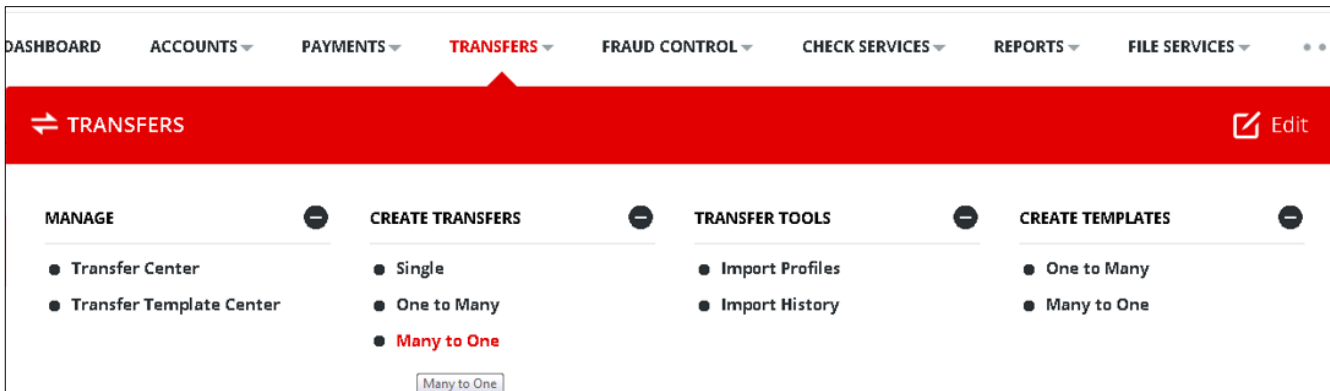 DASHBOARD ACCOUNTS PAYMENTS TRANSFERS FRAUD CONTROL CHECK SERVICES REPORTS FILE SERVICES
TRANSFERS Edit
MANAGE CREATE TRANSFERS TRANSFER TOOLS CREATE TEMPLATES
Transfer Center Single Import Profiles One to Many
Transfer Template Center One to Many Import History Many to One
Many to One
Many to One